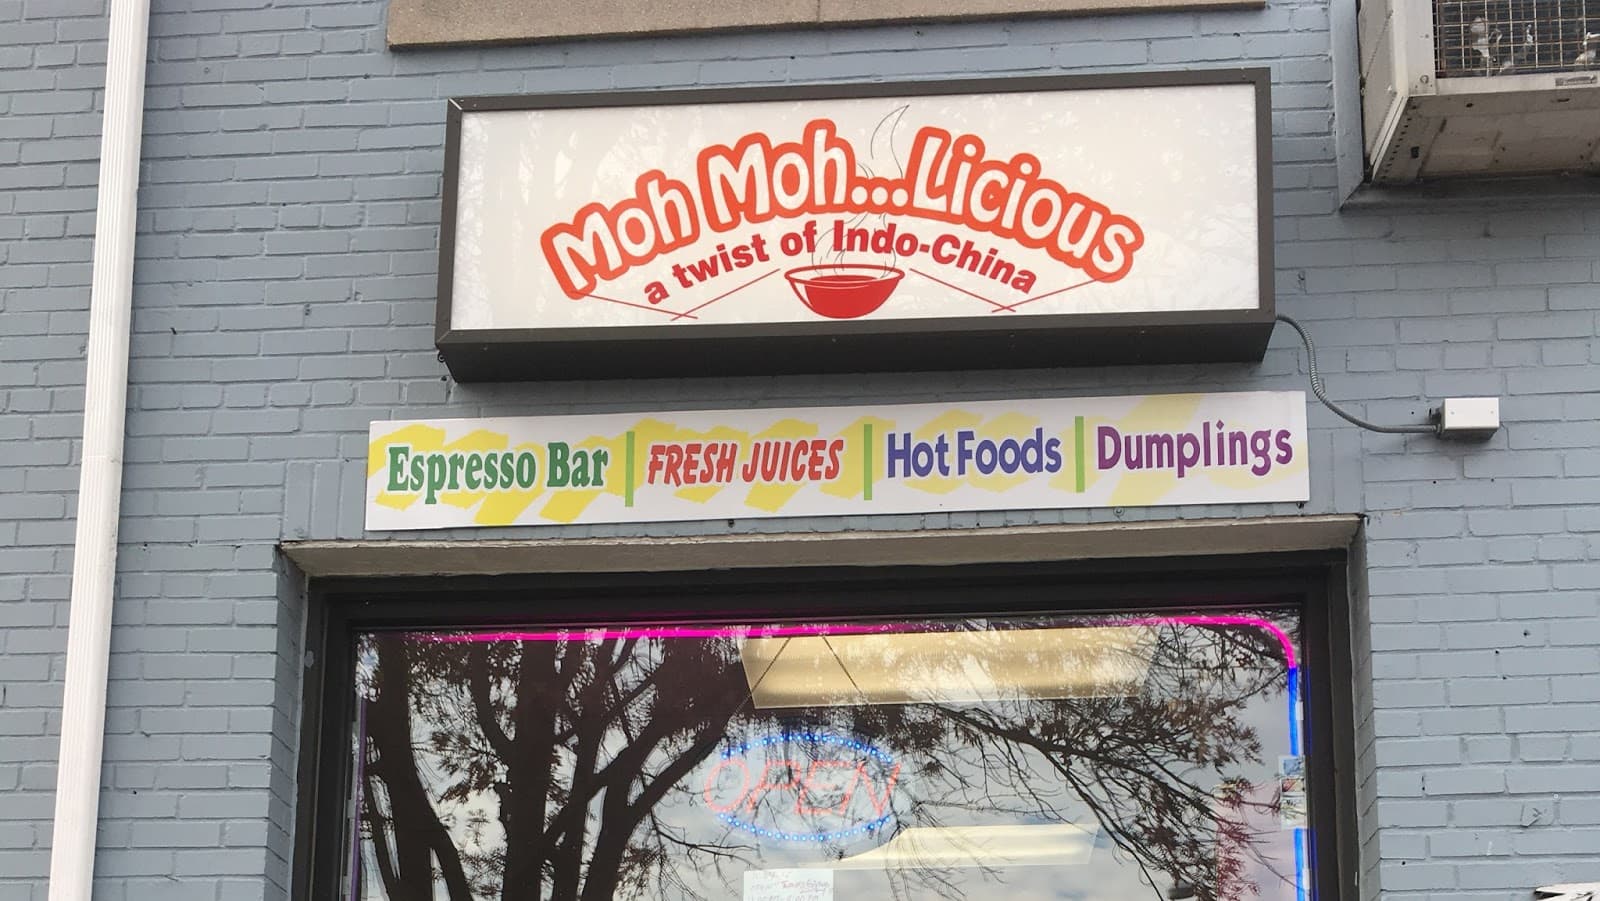 Moh Moh...Licious
a twist of Indo-China
Espresso Bar | FRESH JUICES | Hot Foods | Dumplings
OPEN